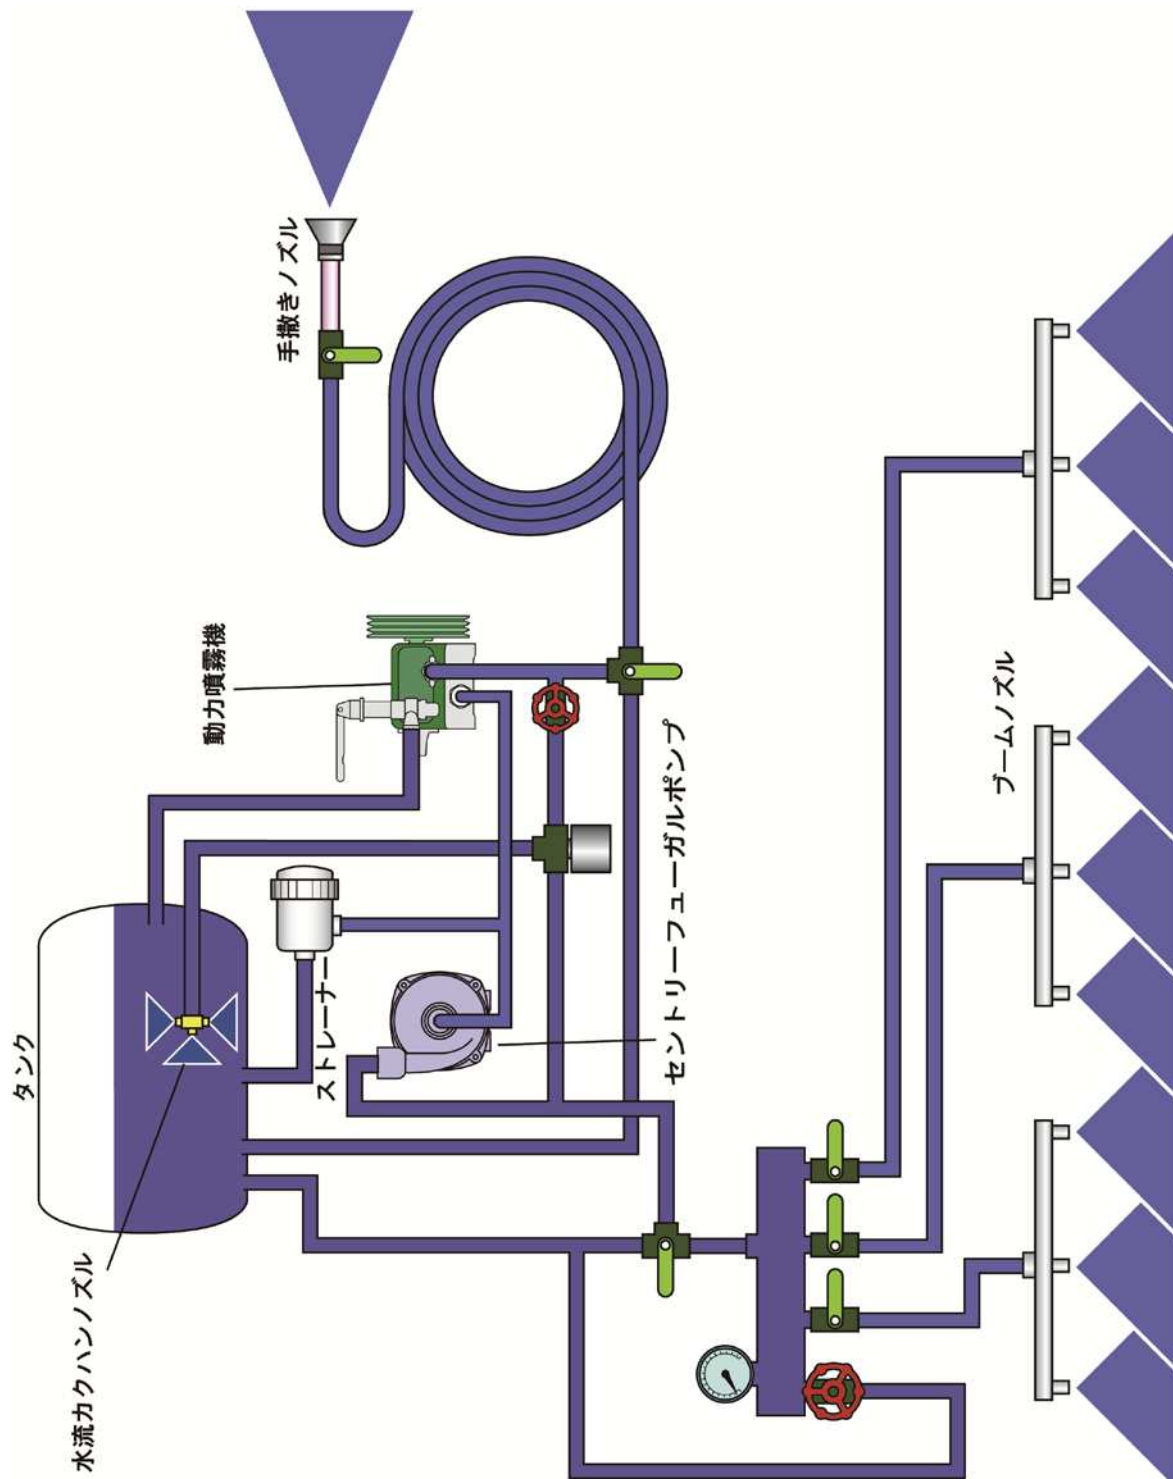 タンク
水流カクハンノズル
ストレーナー
動力噴霧機
手撒きノズル
セントリーフューガルポンプ
ブームノズル